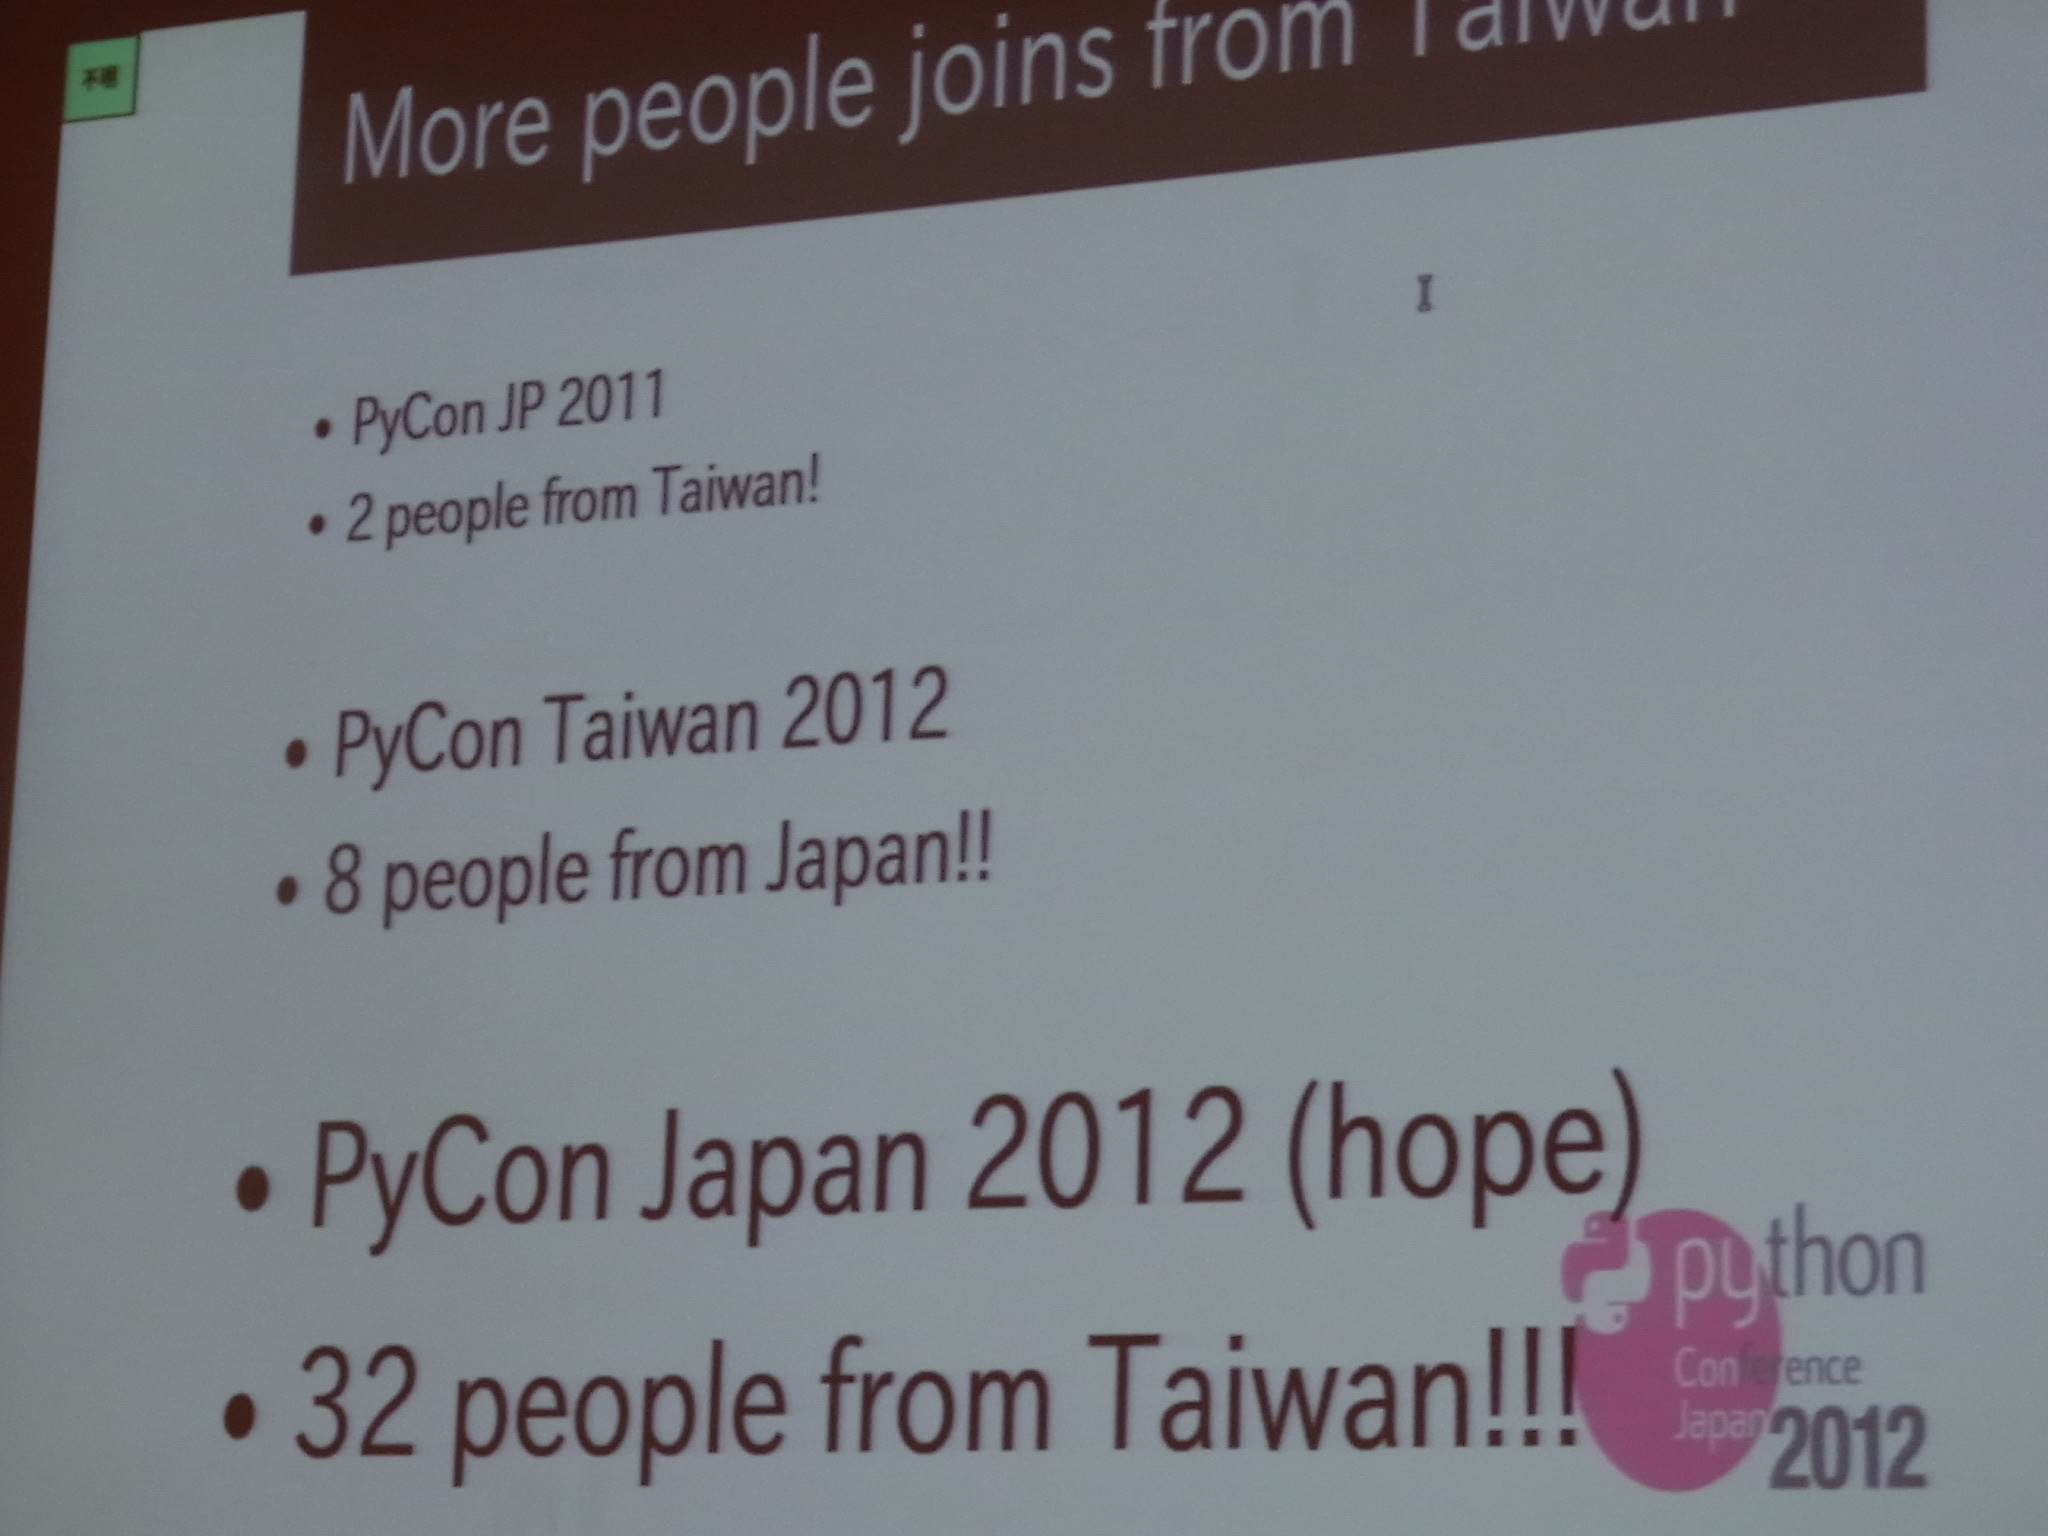 More people joins from Taiwan
PyCon JP 2011
2 people from Taiwan!
PyCon Taiwan 2012
8 people from Japan!!
PyCon Japan 2012 (hope)
32 people from Taiwan!!!
python
Conference
Japan 2012